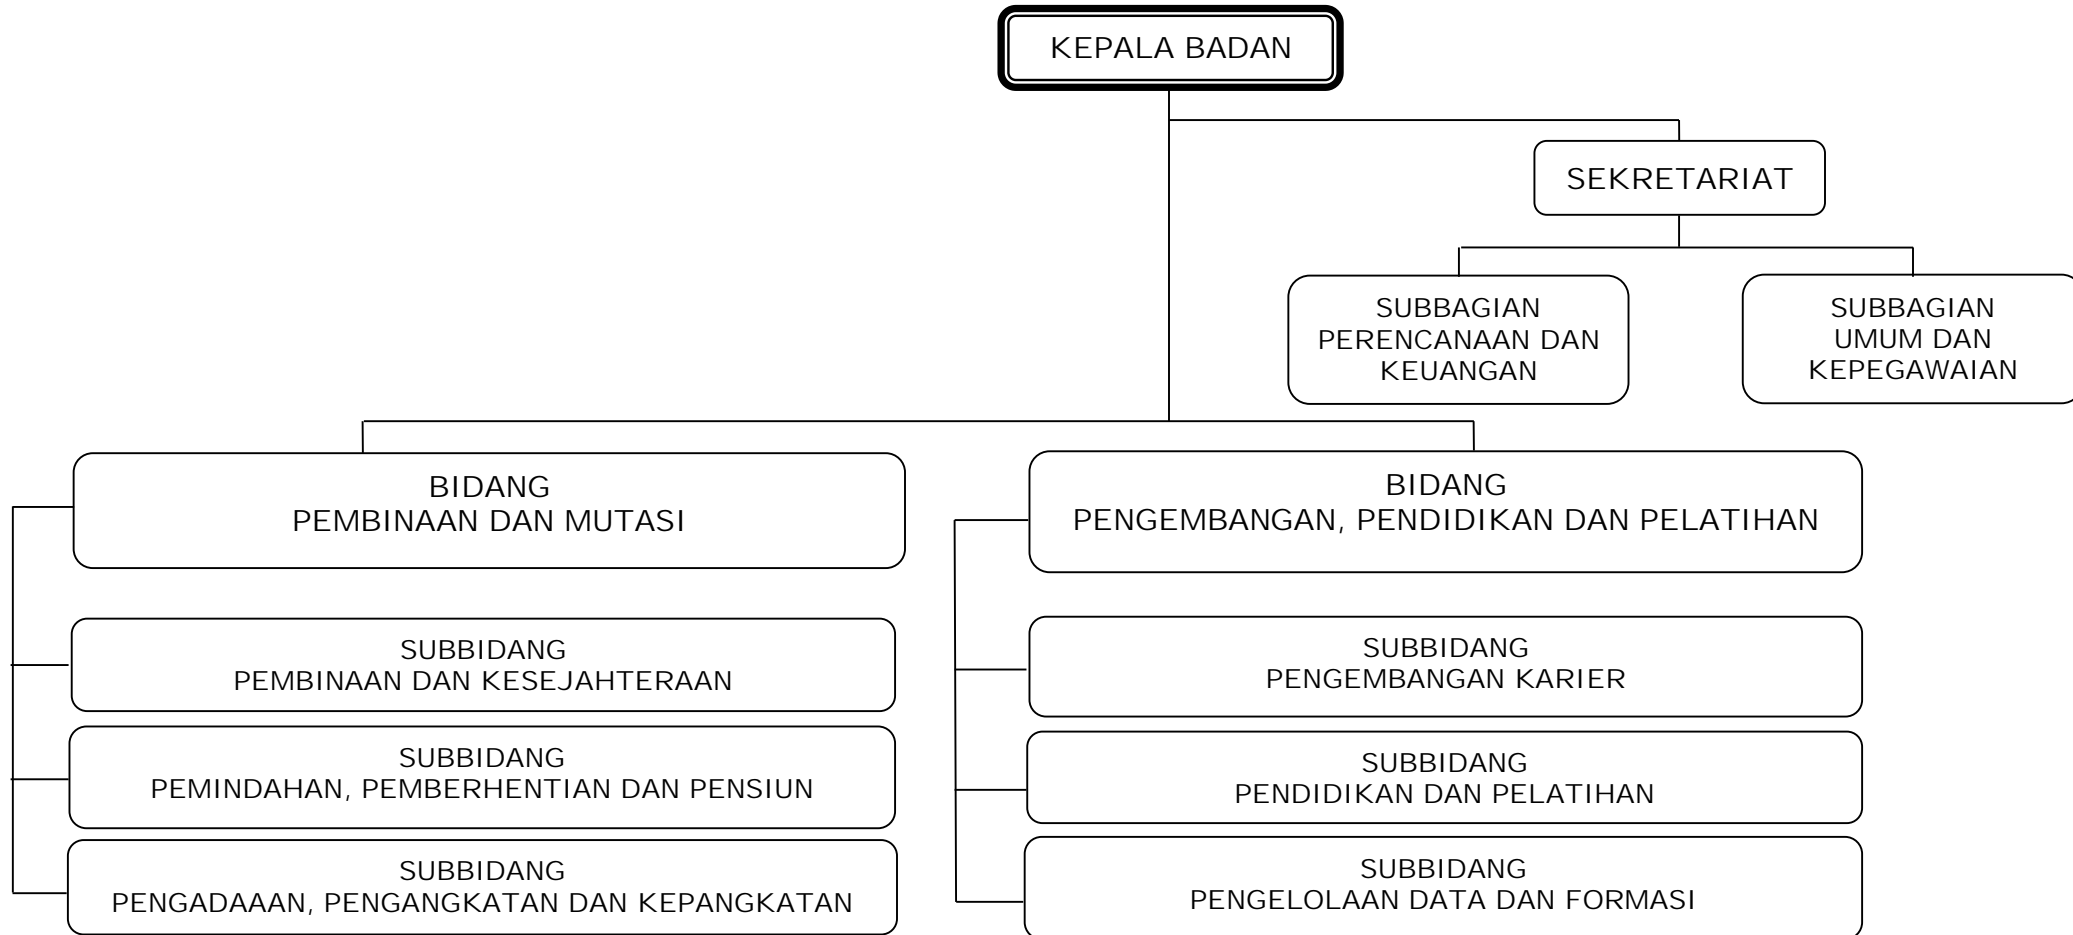 KEPALA BADAN
SEKRETARIAT
SUBBAGIAN
PERENCANAAN DAN
KEUANGAN
SUBBAGIAN
UMUM DAN
KEPEGAWAIAN
BIDANG
PEMBINAAN DAN MUTASI
SUBBIDANG
PEMBINAAN DAN KESEJAHTERAAN
SUBBIDANG
PEMINDAHAN, PEMBERHENTIAN DAN PENSIUN
SUBBIDANG
PENGADAAAN, PENGANGKATAN DAN KEPANGKATAN
BIDANG
PENGEMBANGAN, PENDIDIKAN DAN PELATIHAN
SUBBIDANG
PENGEMBANGAN KARIER
SUBBIDANG
PENDIDIKAN DAN PELATIHAN
SUBBIDANG
PENGELOLAAN DATA DAN FORMASI